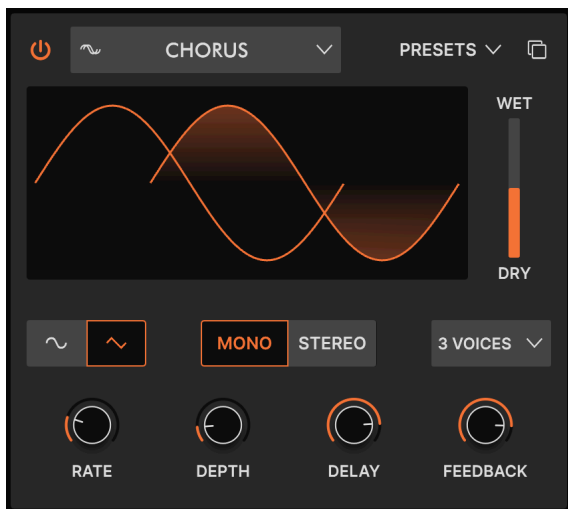 CHORUS
PRESETS
WET
DRY
MONO STEREO
3 VOICES
RATE
DEPTH
DELAY
FEEDBACK